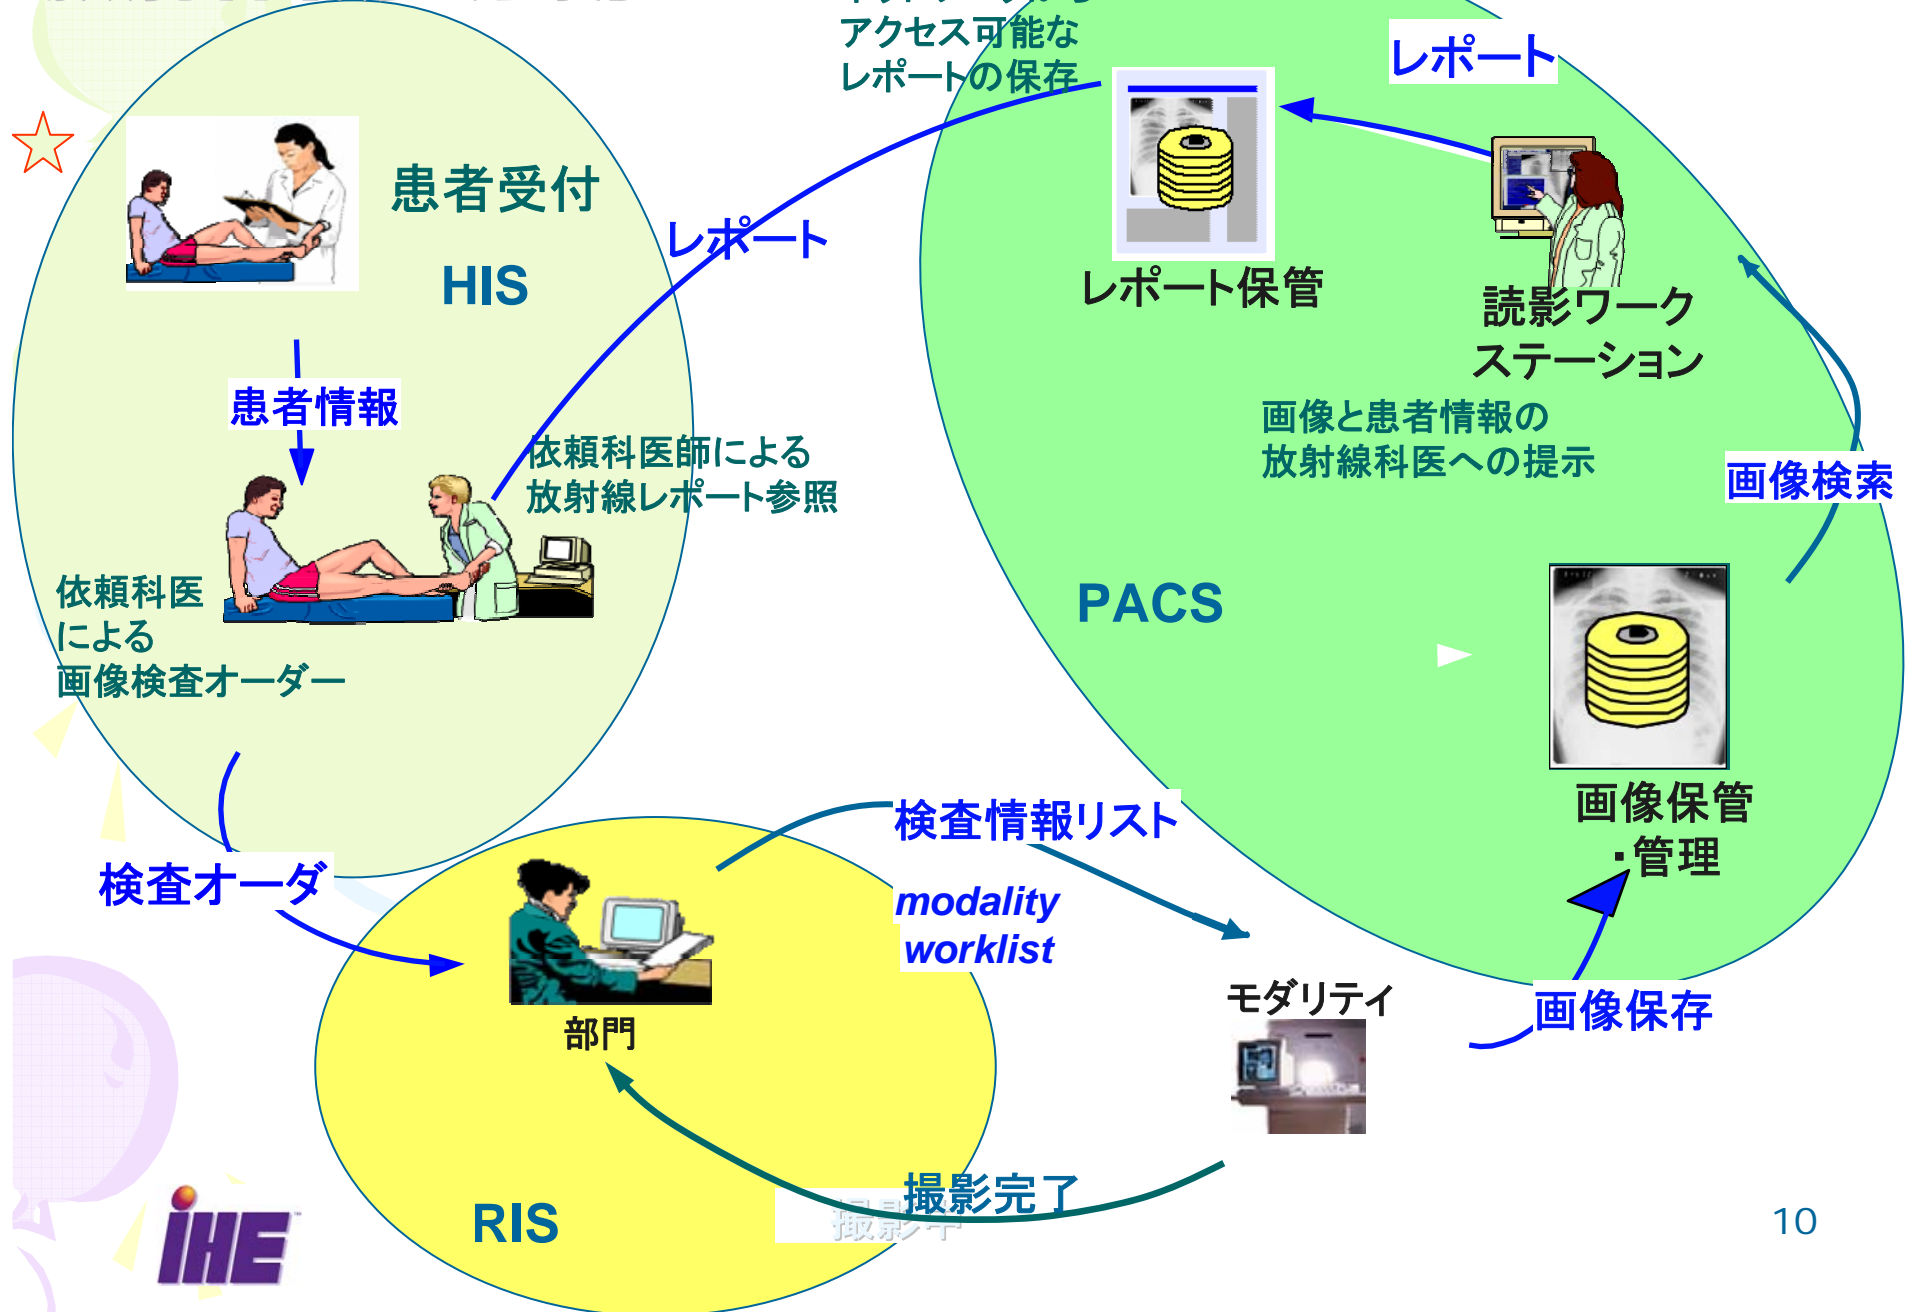 アクセス可能な
レポートの保存
レポート
患者受付
HIS
レポート
レポート保管
読影ワーク
ステーション
患者情報
画像と患者情報の
放射線科医への提示
画像検索
依頼科医師による
放射線レポート参照
依頼科医
による
画像検査オーダー
PACS
画像保管
・管理
検査情報リスト
検査オーダ
modality
worklist
モダリティ
画像保存
部門
撮影完了
撮影中
RIS
IHE
10